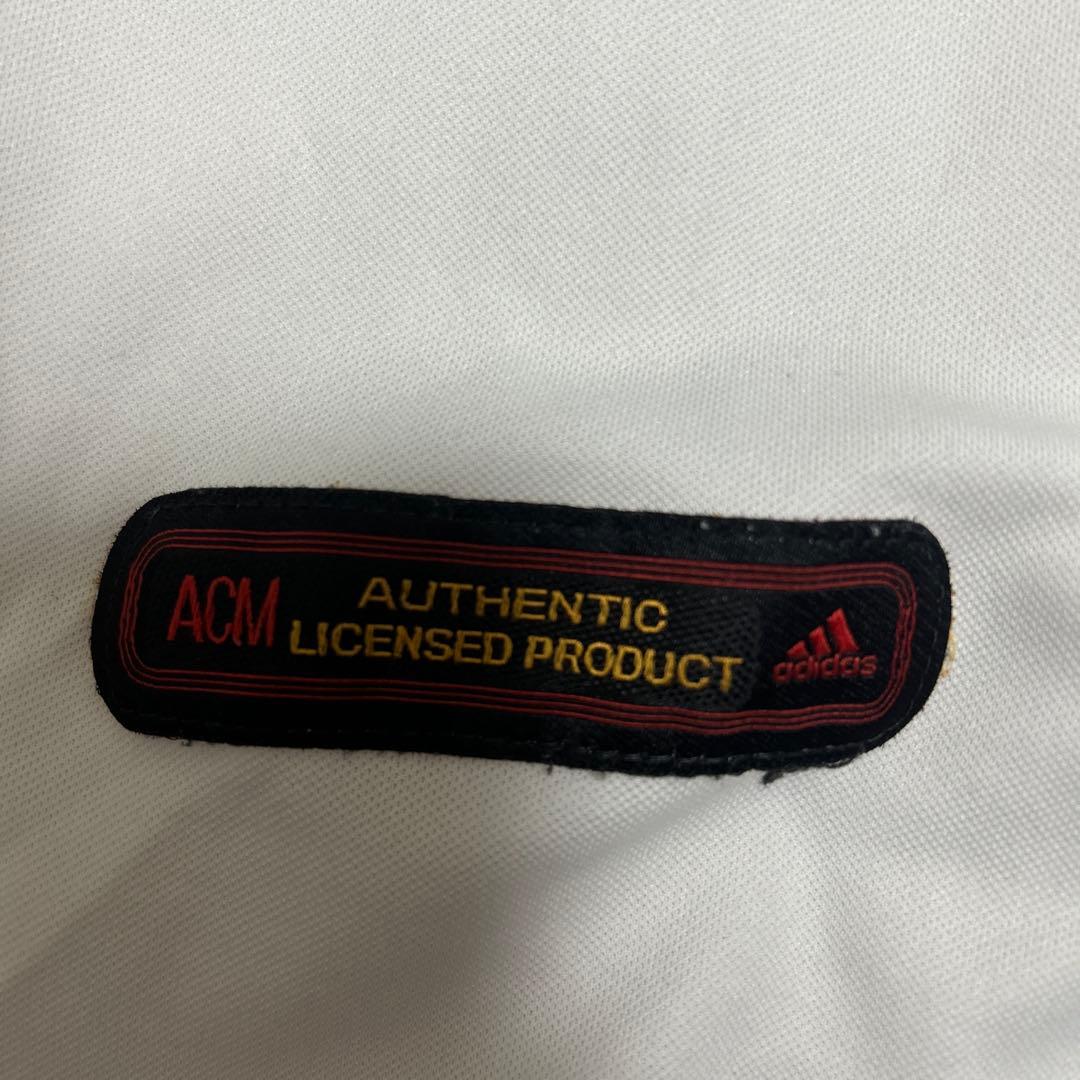 ACM
AUTHENTIC
LICENSED PRODUCT
adidas